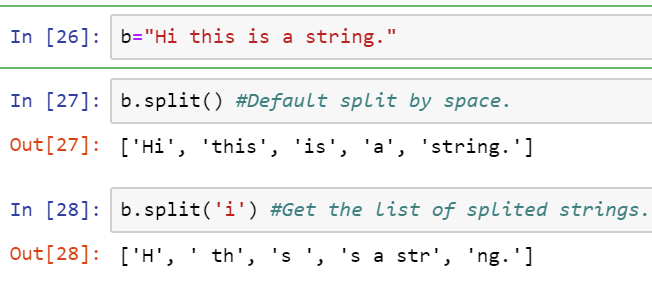 In [26]: b="Hi this is a string."
In [27]: b.split() #Default split by space.
Out[27]: ['Hi', 'this', 'is', 'a', 'string.']
In [28]: b.split('i') #Get the list of splited strings.
Out[28]: ['H', ' th', 's ', 's a str', 'ng.']